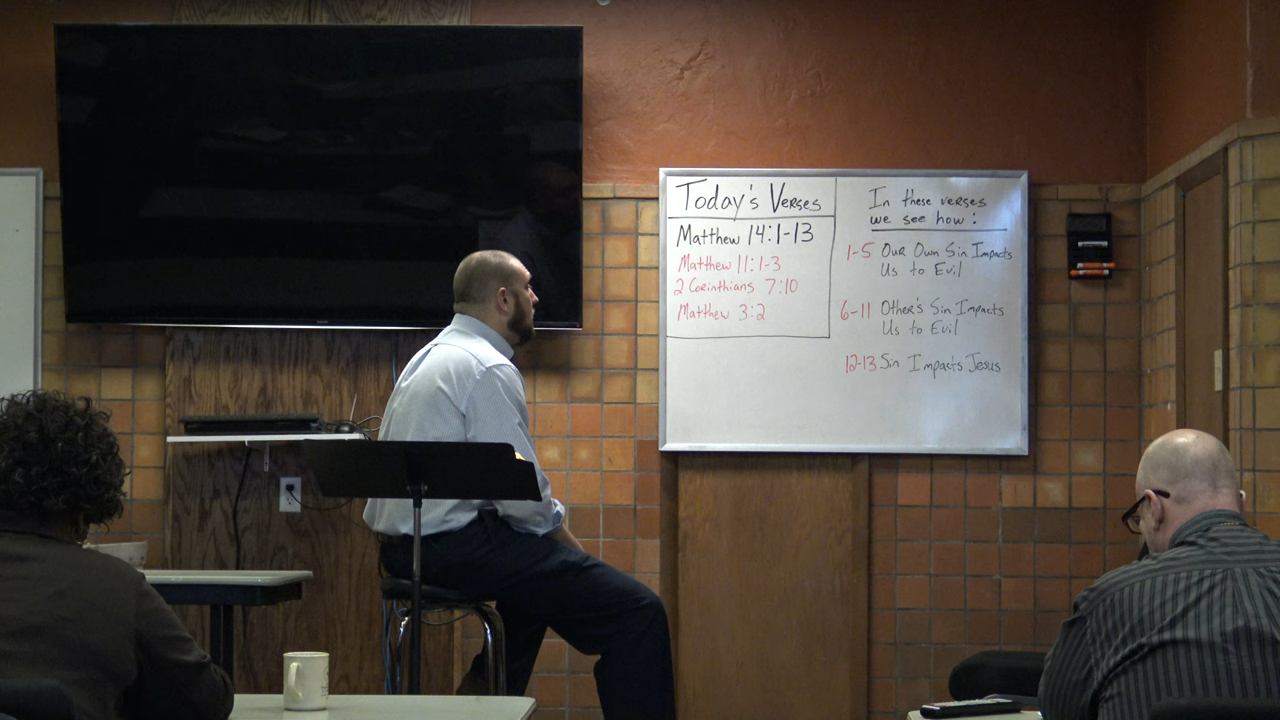 Today's Verses
Matthew 14:1-13
Matthew 11:1-3
2 Corinthians 7:10
Matthew 3:2
In these verses
we see how:
1-5 Our Own Sin Impacts
Us to Evil
6-11 Other's Sin Impacts
Us to Evil
12-13 Sin Impacts Jesus